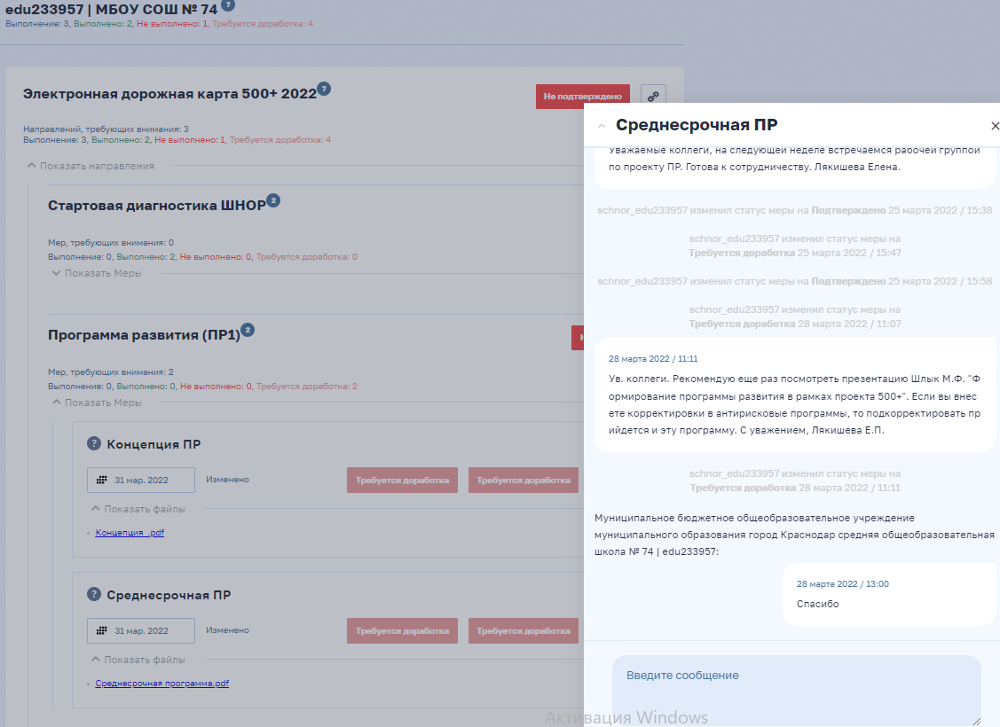 edu233957 | МБОУ СОШ № 74 7
Выполнение: 3, Выполнено: 2, Не выполнено: 1, Требуется доработка: 4
Электронная дорожная карта 500+ 2022 7
Не подтверждено
Направлений, требующих внимания: 3
Выполнение: 3, Выполнено: 2, Не выполнено: 1, Требуется доработка: 4
Показать направления
Стартовая диагностика ШНОР 2
Мер, требующих внимания: 0
Выполнение: 0, Выполнено: 2, Не выполнено: 0, Требуется доработка: 0
Показать Меры
Программа развития (ПР1) 2
Мер, требующих внимания: 2
Выполнение: 0, Выполнено: 0, Не выполнено: 0, Требуется доработка: 2
Показать Меры
? Концепция ПР
31 мар. 2022
Изменено
Требуется доработка
Требуется доработка
Показать файлы
Концепция_.pdf
? Среднесрочная ПР
31 мар. 2022
Изменено
Требуется доработка
Требуется доработка
Показать файлы
Среднесрочная программа.pdf
Среднесрочная ПР
Уважаемые коллеги, на следующей неделе встречаемся рабочей группой
по проекту ПР. Готова к сотрудничеству. Лякишева Елена.
schnor_edu233957 изменил статус меры на Подтверждено 25 марта 2022 / 15:38
schnor_edu233957 изменил статус меры на
Требуется доработка 25 марта 2022 / 15:47
schnor_edu233957 изменил статус меры на Подтверждено 25 марта 2022 / 15:58
schnor_edu233957 изменил статус меры на
Требуется доработка 28 марта 2022 / 11:07
28 марта 2022 / 11:11
Ув. коллеги. Рекомендую еще раз посмотреть презентацию Шлык М.Ф. "Ф
ормирование программы развития в рамках проекта 500+". Если вы внес
ете корректировки в антирисковые программы, то подкорректировать пр
ийдется и эту программу. С уважением, Лякишева Е.П.
schnor_edu233957 изменил статус меры на
Требуется доработка 28 марта 2022 / 11:11
Муниципальное бюджетное общеобразовательное учреждение
муниципального образования город Краснодар средняя общеобразовательная
школа № 74 | edu233957:
28 марта 2022 / 13:00
Спасибо
Введите сообщение
Активация Windows